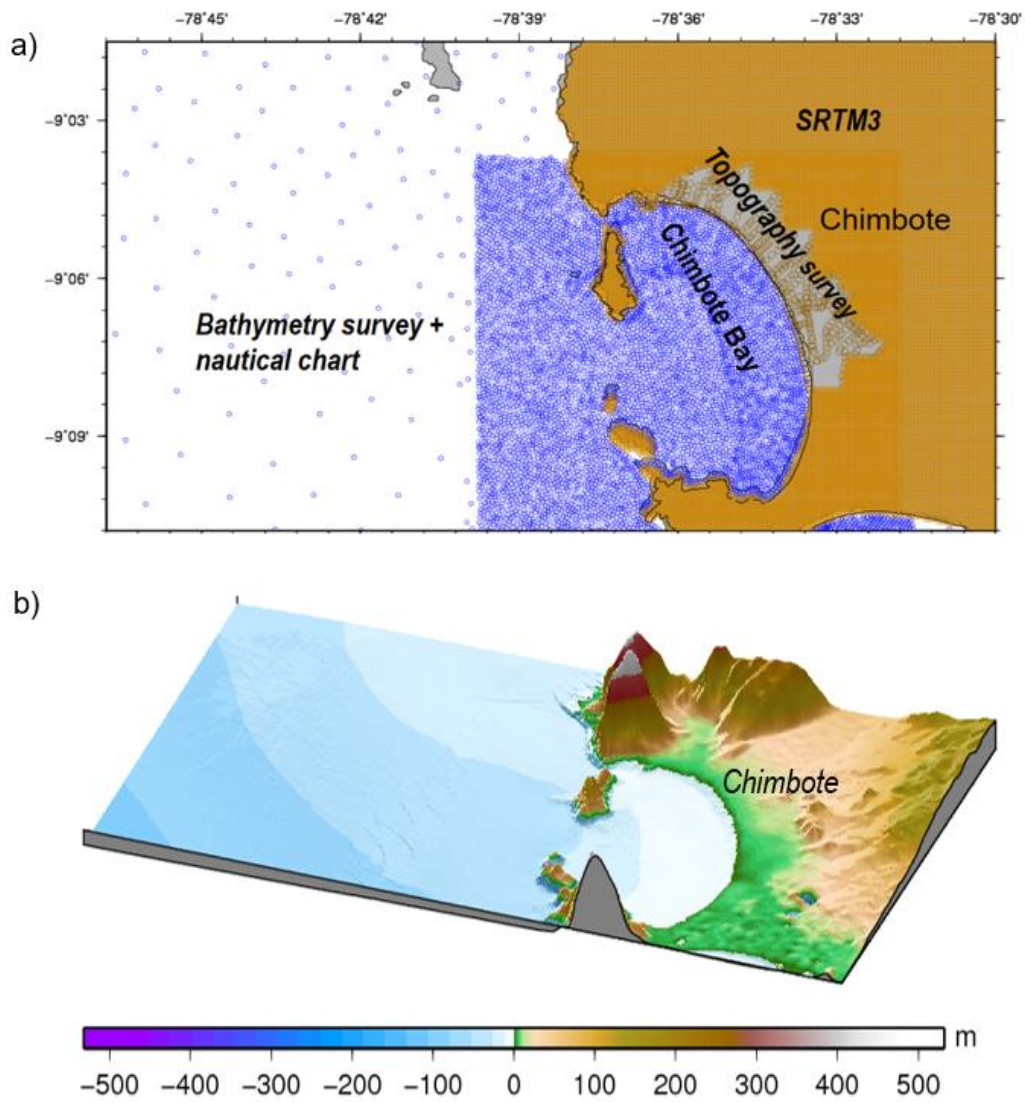 −78°45' −78°42' −78°39' −78°36' −78°33' −78°30'
a)
−9°03'
SRTM3
Topography survey
Chimbote
Chimbote Bay
−9°06'
Bathymetry survey +
nautical chart
−9°09'
b)
Chimbote
m
−500 −400 −300 −200 −100 0 100 200 300 400 500